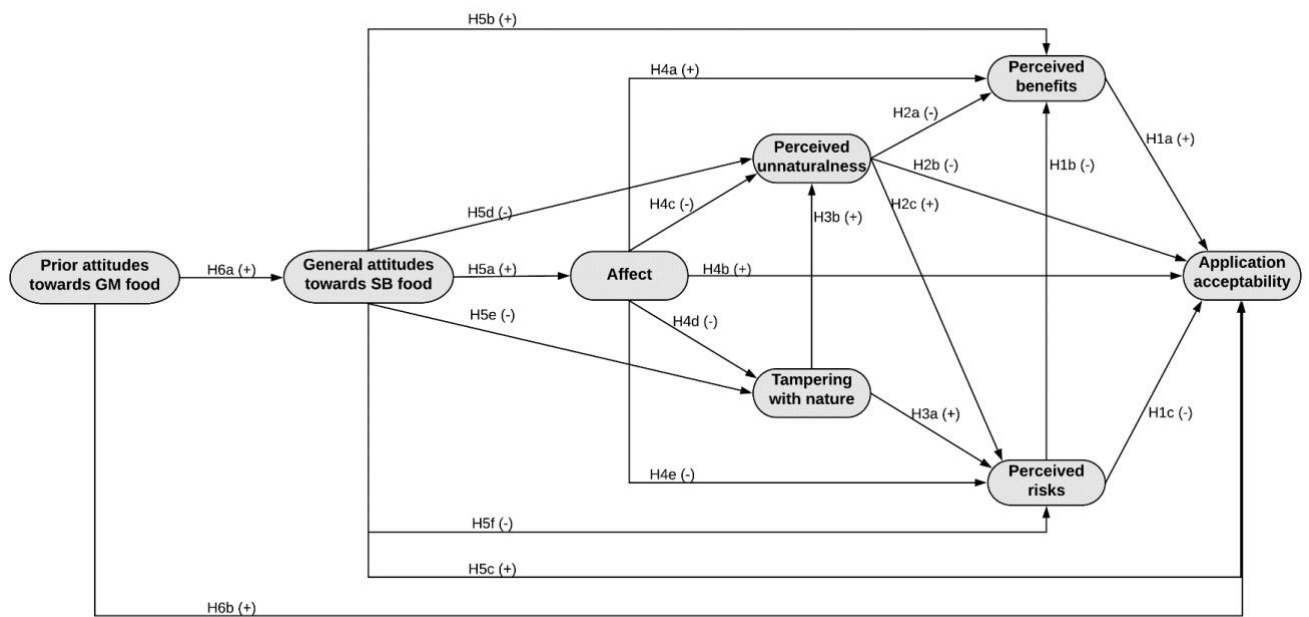 H5b (+)
Perceived
benefits
H4a (+)
H2a (-)
H1a (+)
Perceived
unnaturalness
H2b (-)
H1b (-)
H4c (-)
H2c (+)
H5d (-)
H3b (+)
Prior attitudes
towards GM food
H6a (+)
General attitudes
towards SB food
H5a (+)
Affect
H4b (+)
Application
acceptability
H5e (-)
H4d (-)
Tampering
with nature
H3a (+)
H1c (-)
H4e (-)
Perceived
risks
H5f (-)
H5c (+)
H6b (+)